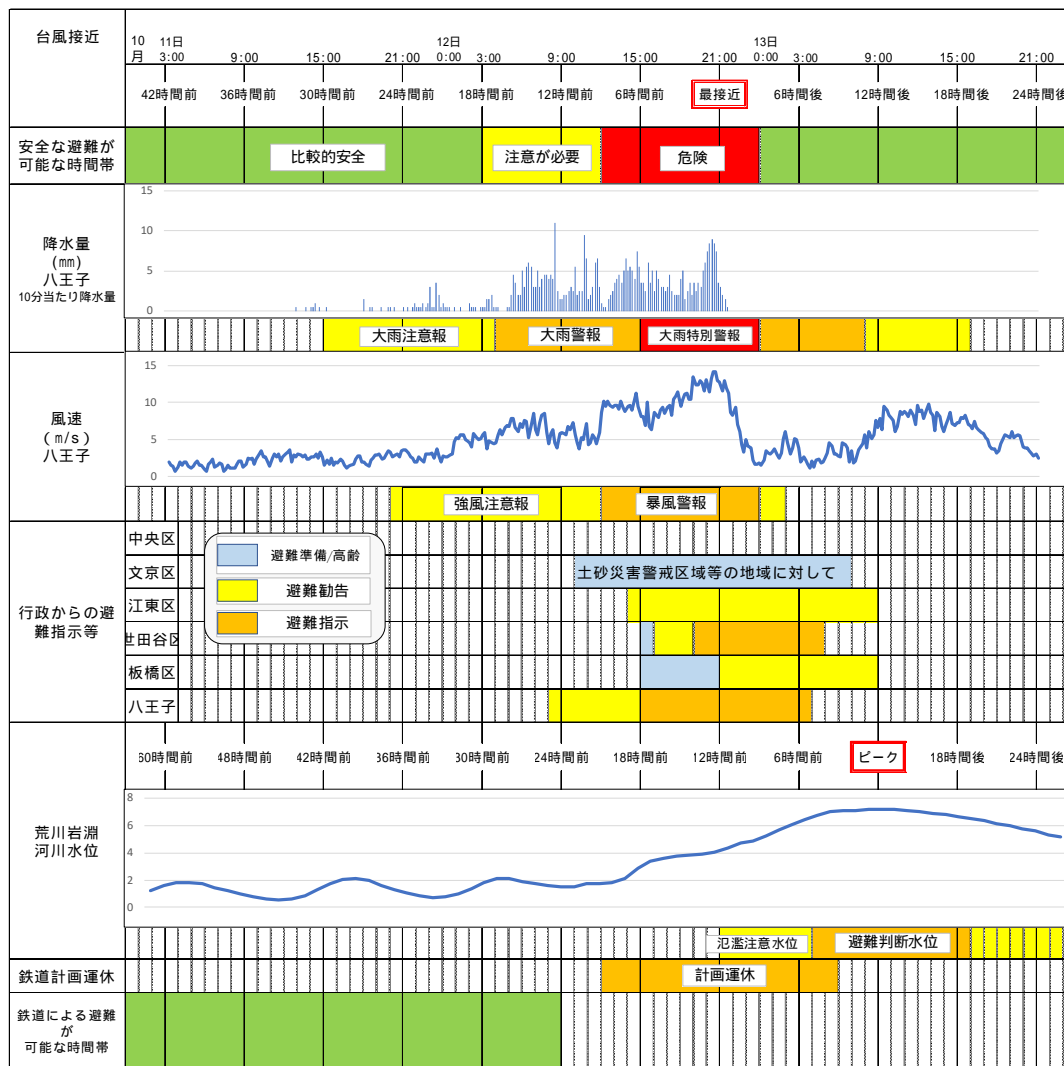 台風接近
10月
11日
12日
13日
3:00 9:00 15:00 21:00 0:00 3:00 9:00 15:00 21:00 0:00 3:00 9:00 15:00 21:00
42時間前 36時間前 30時間前 24時間前 18時間前 12時間前 6時間前 最接近 6時間後 12時間後 18時間後 24時間後
安全な避難が
可能な時間帯
比較的安全 注意が必要 危険
降水量
(㎜)
八王子
10分当たり降水量
15
10
5
0
大雨注意報 大雨警報 大雨特別警報
風速
(m/s)
八王子
15
10
5
0
強風注意報 暴風警報
行政からの避
難指示等
中央区
文京区
江東区
世田谷区
板橋区
八王子
避難準備/高齢
避難勧告
避難指示
土砂災害警戒区域等の地域に対して
60時間前 48時間前 42時間前 36時間前 30時間前 24時間前 18時間前 12時間前 6時間前 ピーク 18時間後 24時間後
荒川岩淵
河川水位
8
6
4
2
0
氾濫注意水位 避難判断水位
鉄道計画運休
計画運休
鉄道による避難
が
可能な時間帯